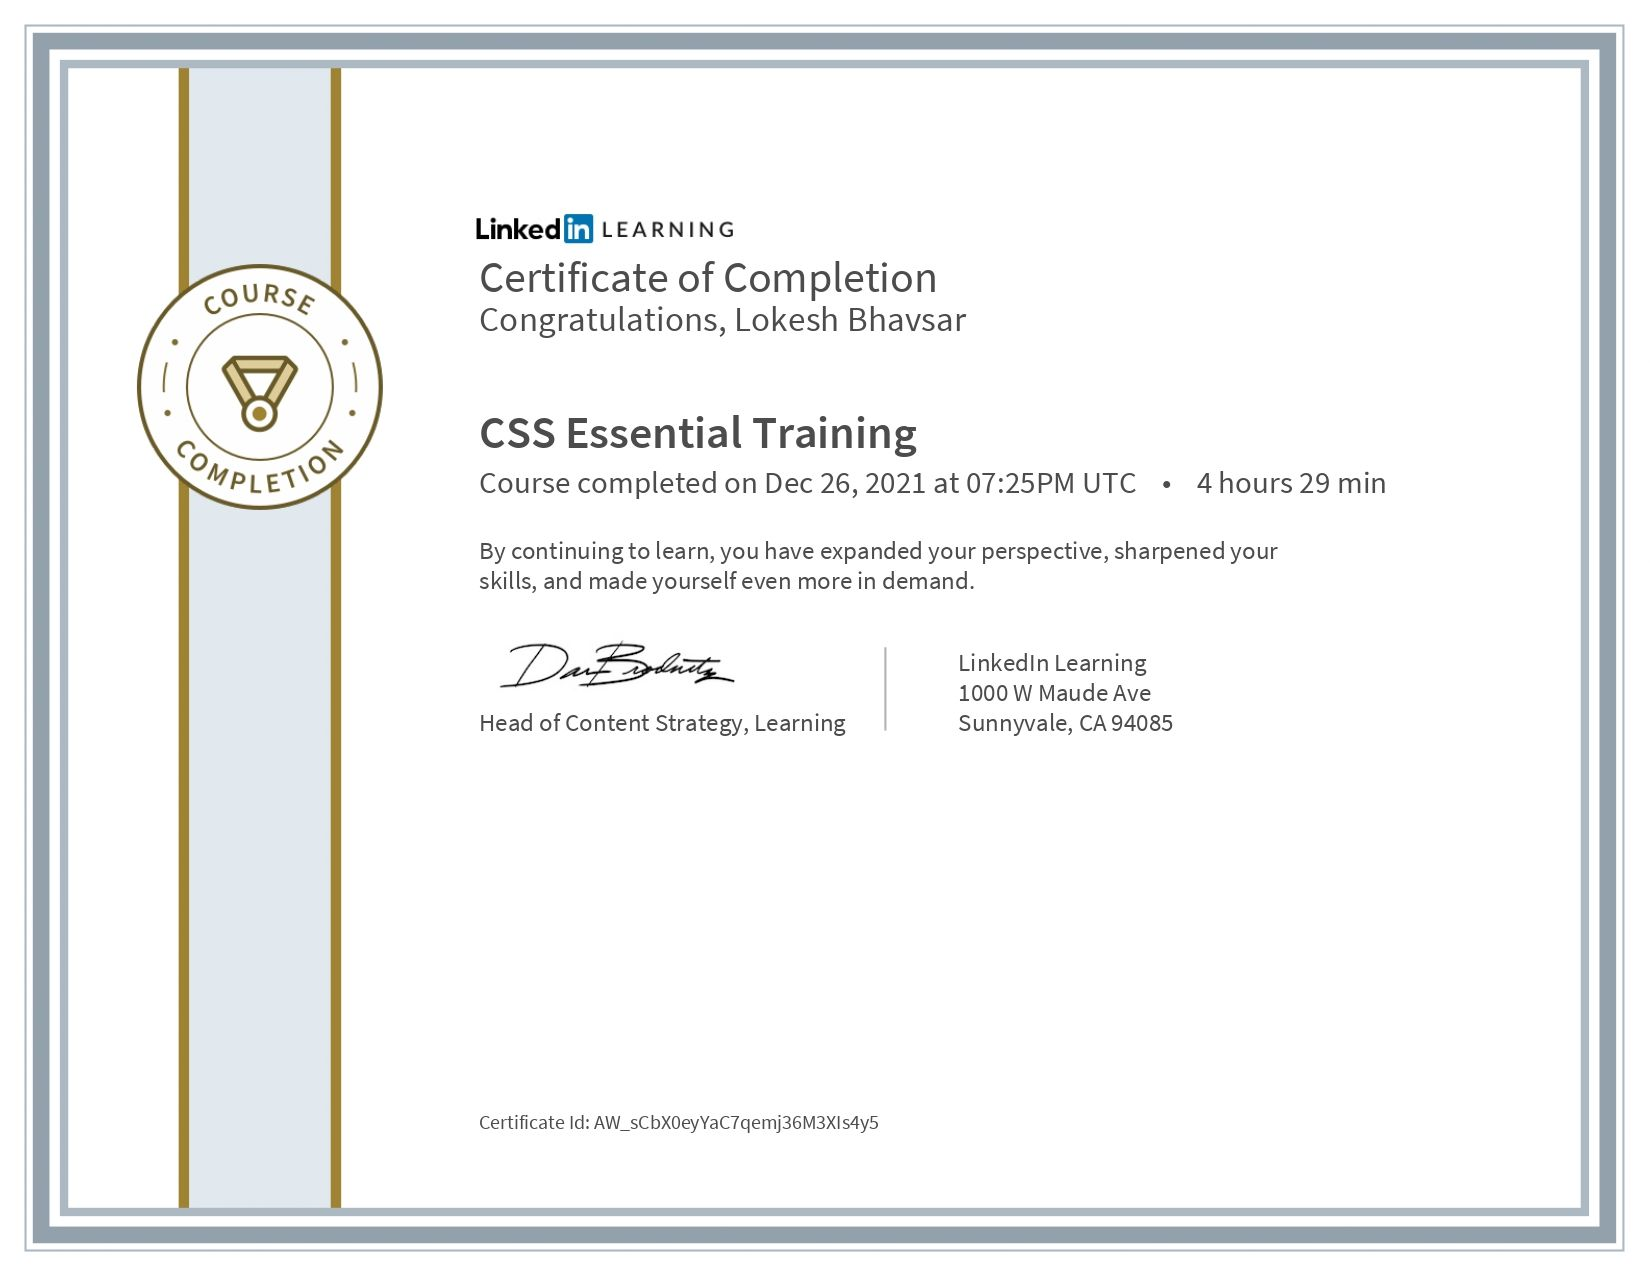 COURSE
COMPLETION
Linked in LEARNING
Certificate of Completion
Congratulations, Lokesh Bhavsar
CSS Essential Training
Course completed on Dec 26, 2021 at 07:25PM UTC • 4 hours 29 min
By continuing to learn, you have expanded your perspective, sharpened your
skills, and made yourself even more in demand.
Head of Content Strategy, Learning
LinkedIn Learning
1000 W Maude Ave
Sunnyvale, CA 94085
Certificate Id: AW_sCbX0eyYaC7qemj36M3XIs4y5